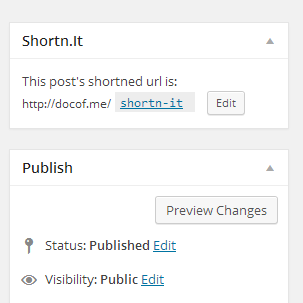 Shortn.It
This post's shortned url is:
http://docof.me/ shortn-it Edit
Publish
Preview Changes
Status: Published Edit
Visibility: Public Edit